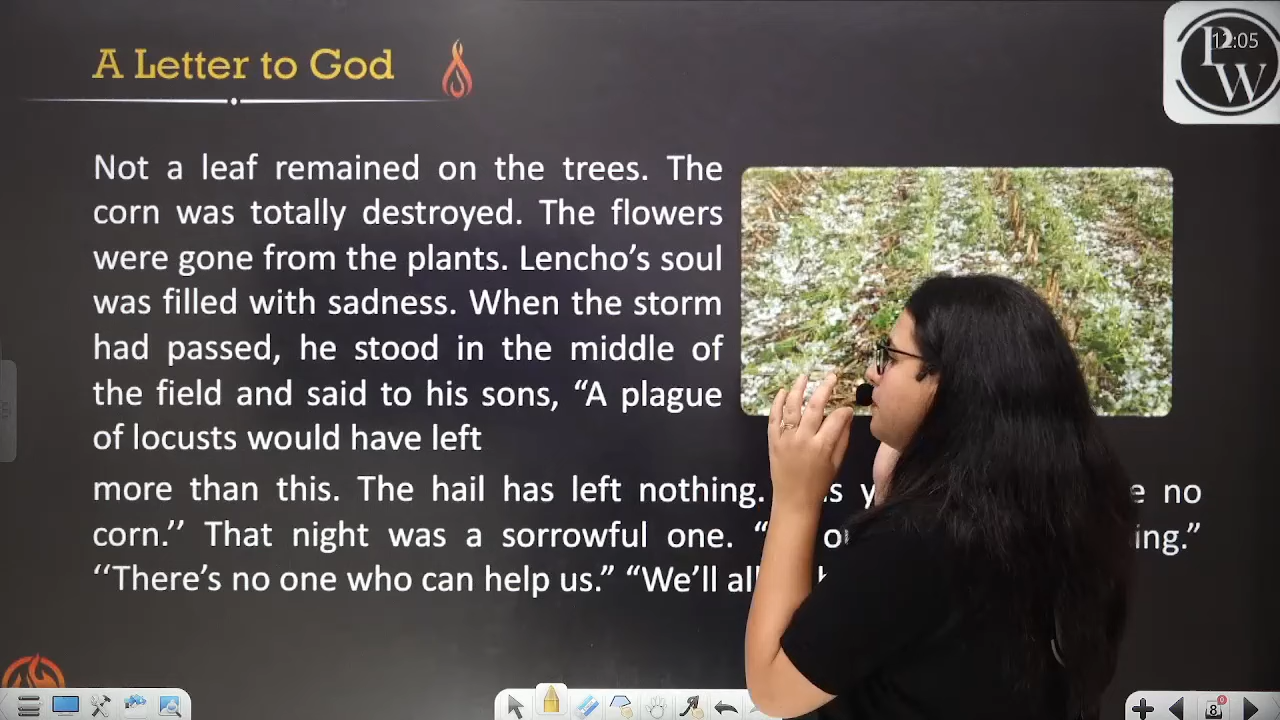 A Letter to God
12:05
PW
Not a leaf remained on the trees. The
corn was totally destroyed. The flowers
were gone from the plants. Lencho’s soul
was filled with sadness. When the storm
had passed, he stood in the middle of
the field and said to his sons, “A plague
of locusts would have left
more than this. The hail has left nothing. no
corn.’’ That night was a sorrowful one.
‘‘There’s no one who can help us.” “We’ll all
8